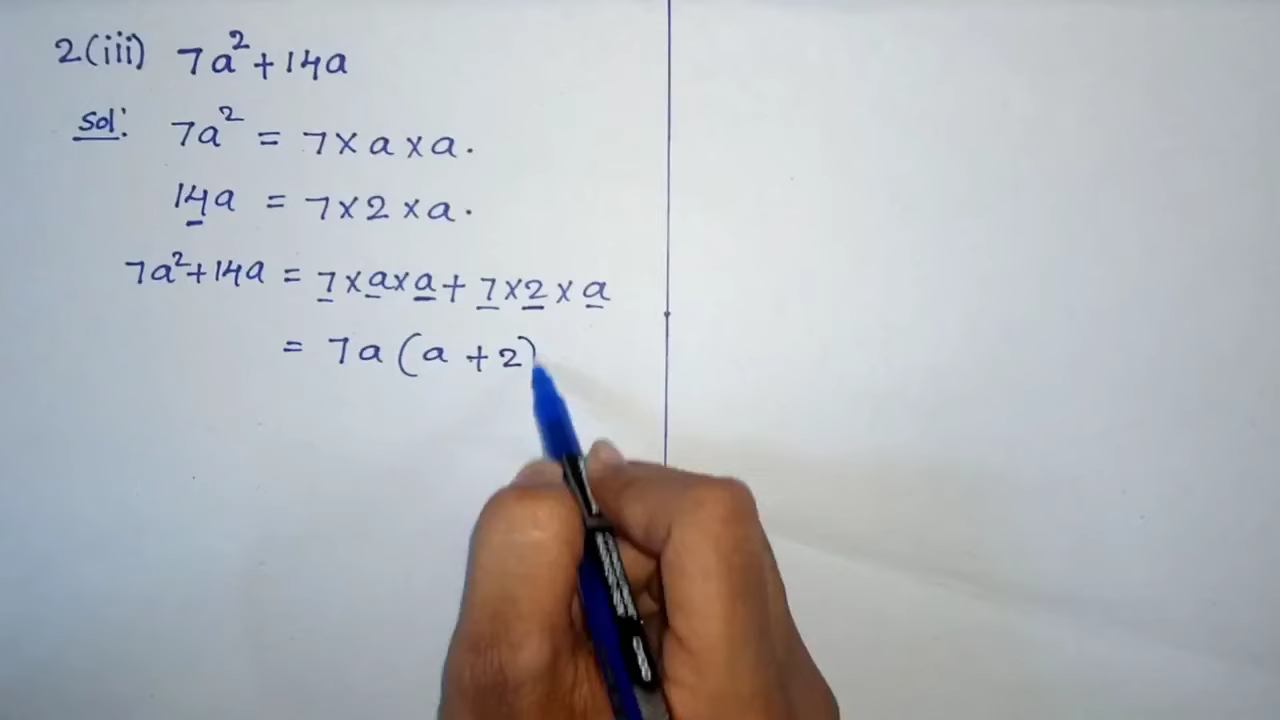 2(iii) 7a²+14a
Sol: 7a² = 7×a×a.
14a = 7×2×a.
7a²+14a = 7×a×a+7×2×a
= 7a(a+2)